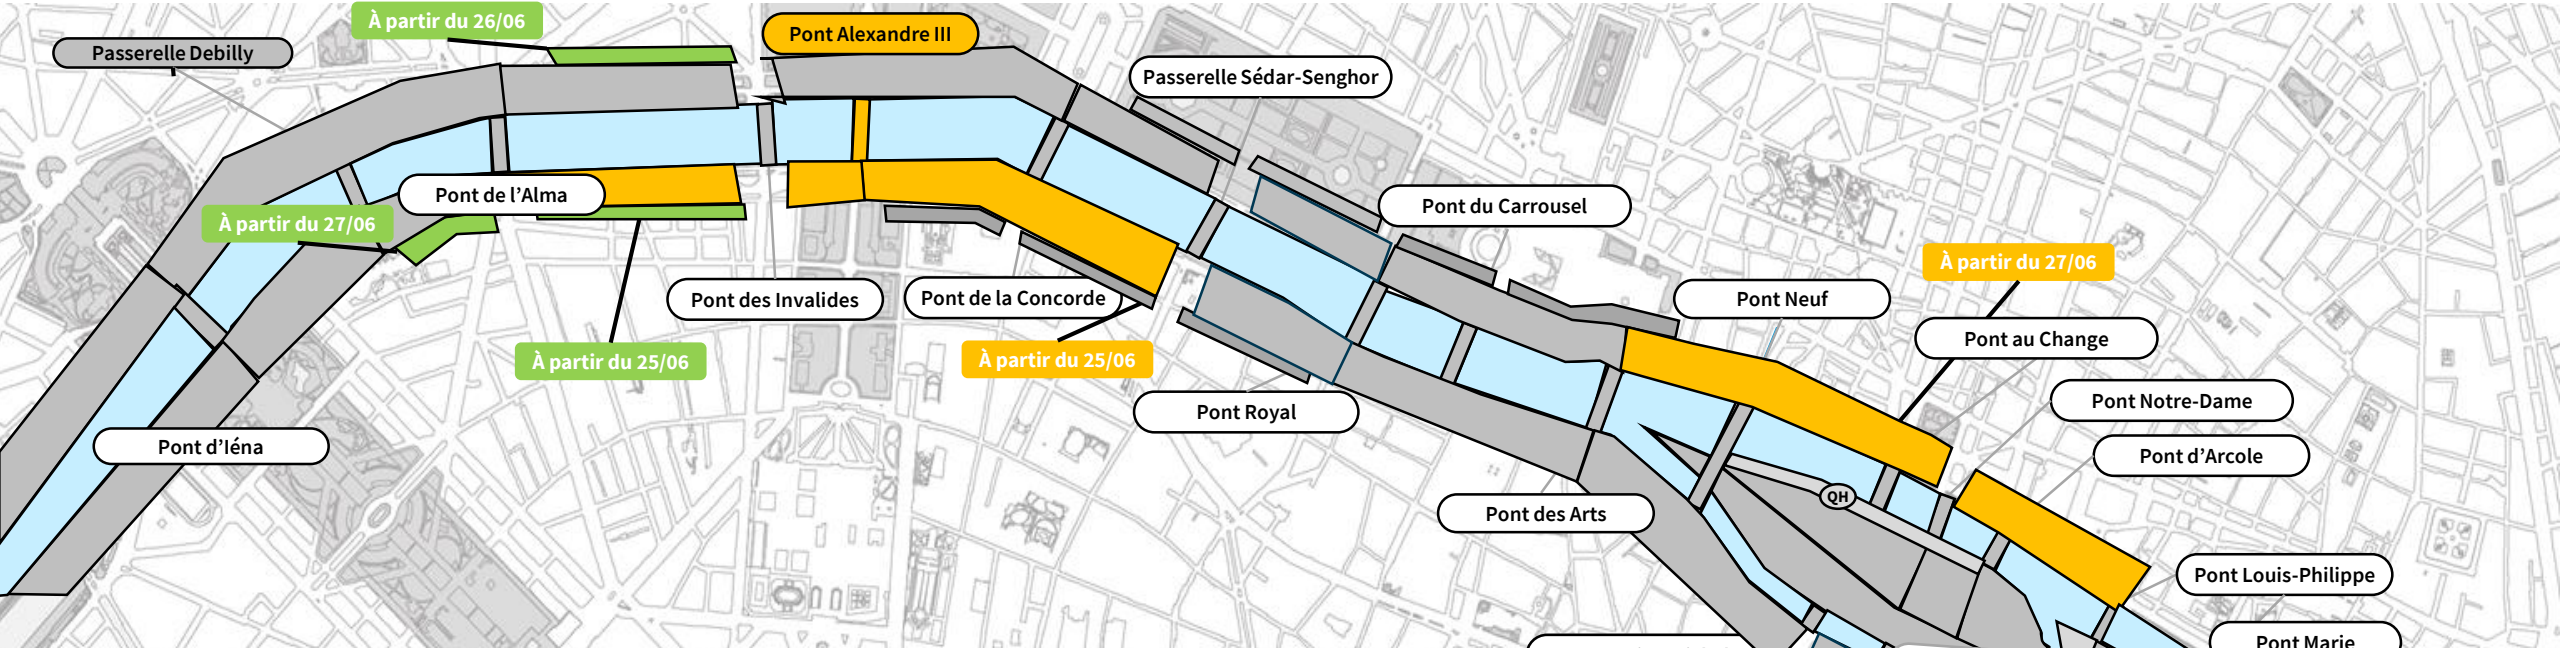 À partir du 26/06
Pont Alexandre III
Passerelle Debilly
Passerelle Sédar-Senghor
Pont de l’Alma
À partir du 27/06
Pont du Carrousel
À partir du 27/06
Pont des Invalides
Pont de la Concorde
Pont Neuf
Pont au Change
À partir du 25/06
À partir du 25/06
Pont Royal
Pont Notre-Dame
Pont d’Iéna
Pont d’Arcole
QH
Pont des Arts
Pont Louis-Philippe
Pont Marie